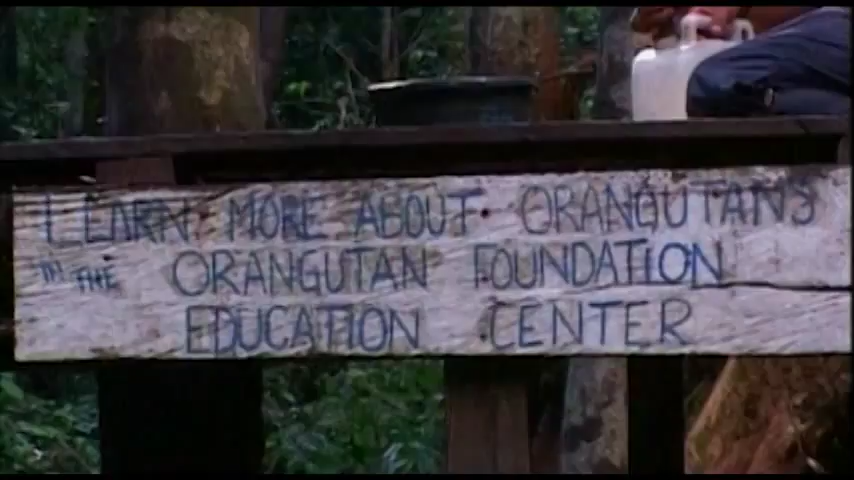 LEARN MORE ABOUT ORANGUTANS
IN THE ORANGUTAN FOUNDATION
EDUCATION CENTER